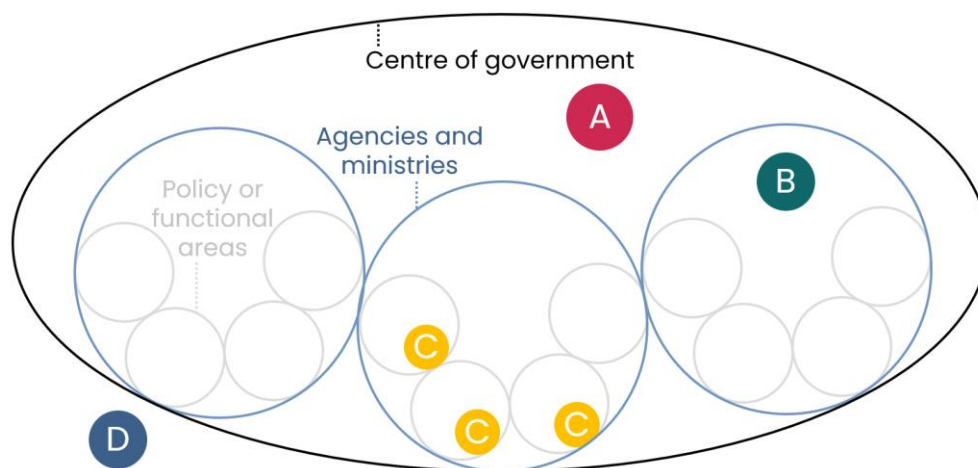 Centre of government
A
Agencies and
ministries
B
Policy or
functional
areas
C
C
C
D